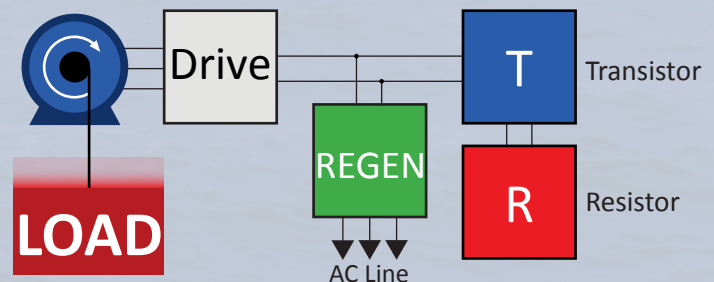 Drive
T
Transistor
REGEN
R
Resistor
LOAD
AC Line